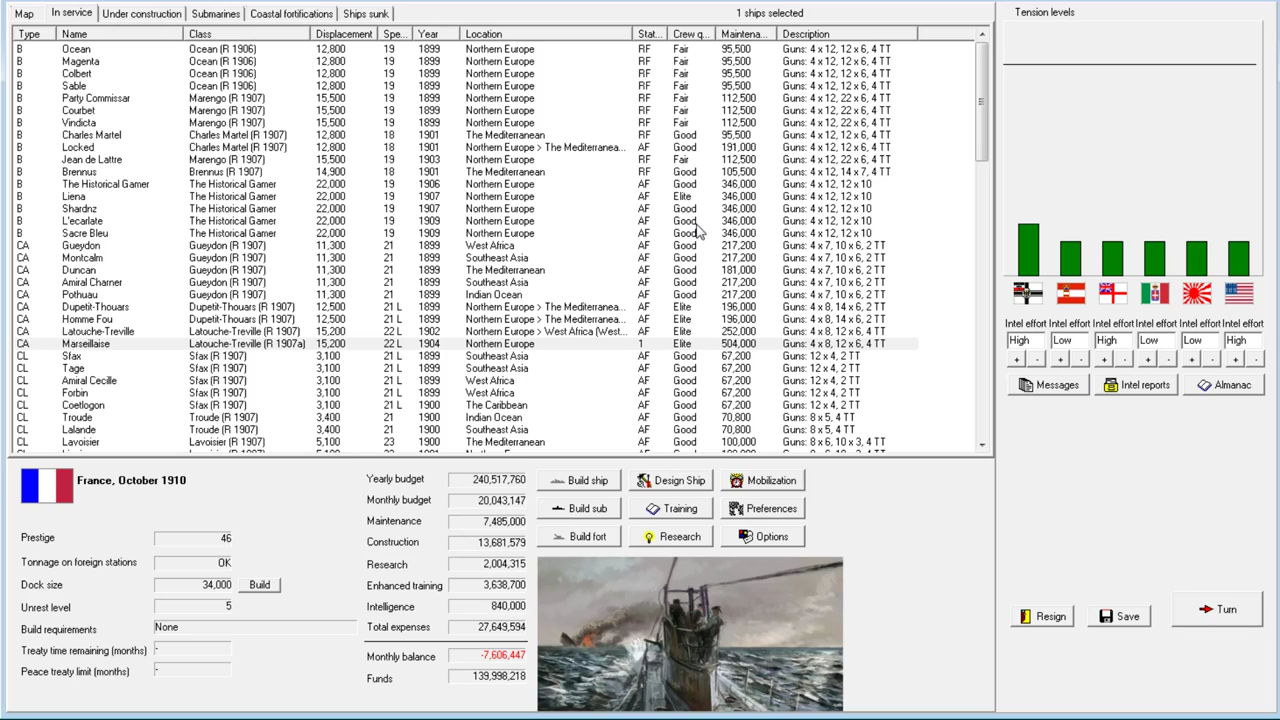 Map In service Under construction Submarines Coastal fortifications Ships sunk 1 ships selected Tension levels
Type Name Class Displacement Spe... Year Location Stat... Crew q... Maintena... Description
B Ocean Ocean (R 1906) 12,800 19 1899 Northern Europe RF Fair 95,500 Guns: 4 x 12, 12 x 6, 4 TT
B Magenta Ocean (R 1906) 12,800 19 1899 Northern Europe RF Fair 95,500 Guns: 4 x 12, 12 x 6, 4 TT
B Colbert Ocean (R 1906) 12,800 19 1899 Northern Europe RF Fair 95,500 Guns: 4 x 12, 12 x 6, 4 TT
B Sable Ocean (R 1906) 12,800 19 1899 Northern Europe RF Fair 95,500 Guns: 4 x 12, 12 x 6, 4 TT
B Party Commissar Marengo (R 1907) 15,500 19 1899 Northern Europe RF Fair 112,500 Guns: 4 x 12, 22 x 6, 4 TT
B Courbet Marengo (R 1907) 15,500 19 1899 Northern Europe RF Fair 112,500 Guns: 4 x 12, 22 x 6, 4 TT
B Vindicta Marengo (R 1907) 15,500 19 1899 Northern Europe RF Fair 112,500 Guns: 4 x 12, 22 x 6, 4 TT
B Charles Martel Charles Martel (R 1907) 12,800 18 1901 The Mediterranean RF Good 95,500 Guns: 4 x 12, 12 x 6, 4 TT
B Locked Charles Martel (R 1907) 12,800 18 1901 Northern Europe > The Mediterranea... RF Good 191,000 Guns: 4 x 12, 12 x 6, 4 TT
B Jean de Lattre Marengo (R 1907) 15,500 19 1903 Northern Europe RF Fair 112,500 Guns: 4 x 12, 22 x 6, 4 TT
B Brennus Brennus (R 1907) 14,900 18 1901 The Mediterranean RF Good 105,500 Guns: 4 x 12, 14 x 7, 4 TT
B The Historical Gamer The Historical Gamer 22,000 19 1906 Northern Europe AF Good 346,000 Guns: 4 x 12, 12 x 10
B Liena The Historical Gamer 22,000 19 1907 Northern Europe AF Elite 346,000 Guns: 4 x 12, 12 x 10
B Shardnz The Historical Gamer 22,000 19 1907 Northern Europe AF Good 346,000 Guns: 4 x 12, 12 x 10
B L'ecarlate The Historical Gamer 22,000 19 1909 Northern Europe AF Good 346,000 Guns: 4 x 12, 12 x 10
B Sacre Bleu The Historical Gamer 22,000 19 1909 Northern Europe AF Good 346,000 Guns: 4 x 12, 12 x 10
CA Gueydon Gueydon (R 1907) 11,300 21 1899 West Africa AF Good 217,200 Guns: 4 x 7, 10 x 6, 2 TT
CA Montcalm Gueydon (R 1907) 11,300 21 1899 Southeast Asia AF Good 217,200 Guns: 4 x 7, 10 x 6, 2 TT
CA Duncan Gueydon (R 1907) 11,300 21 1899 The Mediterranean AF Good 181,000 Guns: 4 x 7, 10 x 6, 2 TT
CA Amiral Charner Gueydon (R 1907) 11,300 21 1899 Southeast Asia AF Good 217,200 Guns: 4 x 7, 10 x 6, 2 TT
CA Pothuau Gueydon (R 1907) 11,300 21 1899 Indian Ocean AF Good 217,200 Guns: 4 x 7, 10 x 6, 2 TT
CA Dupetit-Thouars Dupetit-Thouars (R 1907) 12,500 21 L 1899 Northern Europe > The Mediterranea... AF Elite 196,000 Guns: 4 x 8, 14 x 6, 2 TT
CA Homme Fou Dupetit-Thouars (R 1907) 12,500 21 L 1899 Northern Europe > The Mediterranea... AF Elite 196,000 Guns: 4 x 8, 14 x 6, 2 TT
CA Latouche-Treville Latouche-Treville (R 1907) 15,200 22 L 1902 Northern Europe > West Africa (West... AF Elite 252,000 Guns: 4 x 8, 12 x 6, 4 TT
CA Marseillaise Latouche-Treville (R 1907a) 15,200 22 L 1904 Northern Europe 1 Elite 504,000 Guns: 4 x 8, 12 x 6, 4 TT
CL Sfax Sfax (R 1907) 3,100 21 L 1899 Southeast Asia AF Good 67,200 Guns: 12 x 4, 2 TT
CL Tage Sfax (R 1907) 3,100 21 L 1899 Southeast Asia AF Good 67,200 Guns: 12 x 4, 2 TT
CL Amiral Cecille Sfax (R 1907) 3,100 21 L 1899 West Africa AF Good 67,200 Guns: 12 x 4, 2 TT
CL Forbin Sfax (R 1907) 3,100 21 L 1899 West Africa AF Good 67,200 Guns: 12 x 4, 2 TT
CL Coetlogon Sfax (R 1907) 3,100 21 L 1900 The Caribbean AF Good 67,200 Guns: 12 x 4, 2 TT
CL Troude Troude (R 1907) 3,400 21 1900 Indian Ocean AF Good 70,800 Guns: 8 x 5, 4 TT
CL Lalande Troude (R 1907) 3,400 21 1900 Southeast Asia AF Good 70,800 Guns: 8 x 5, 4 TT
CL Lavoisier Lavoisier (R 1907) 5,100 23 1900 The Mediterranean AF Good 100,000 Guns: 8 x 6, 10 x 3, 4 TT
Intel effort Intel effort Intel effort Intel effort Intel effort Intel effort
High Low High Low Low High
+ - + - + - + - + - + -
Messages Intel reports Almanac
France, October 1910
Prestige 46
Tonnage on foreign stations OK
Dock size 34,000 Build
Unrest level 5
Build requirements None
Treaty time remaining (months) -
Peace treaty limit (months) -
Yearly budget 240,517,760
Monthly budget 20,043,147
Maintenance 7,485,000
Construction 13,681,579
Research 2,004,315
Enhanced training 3,638,700
Intelligence 840,000
Total expenses 27,649,594
Monthly balance -7,606,447
Funds 139,998,218
Build ship Design Ship Mobilization
Build sub Training Preferences
Build fort Research Options
Resign Save Turn